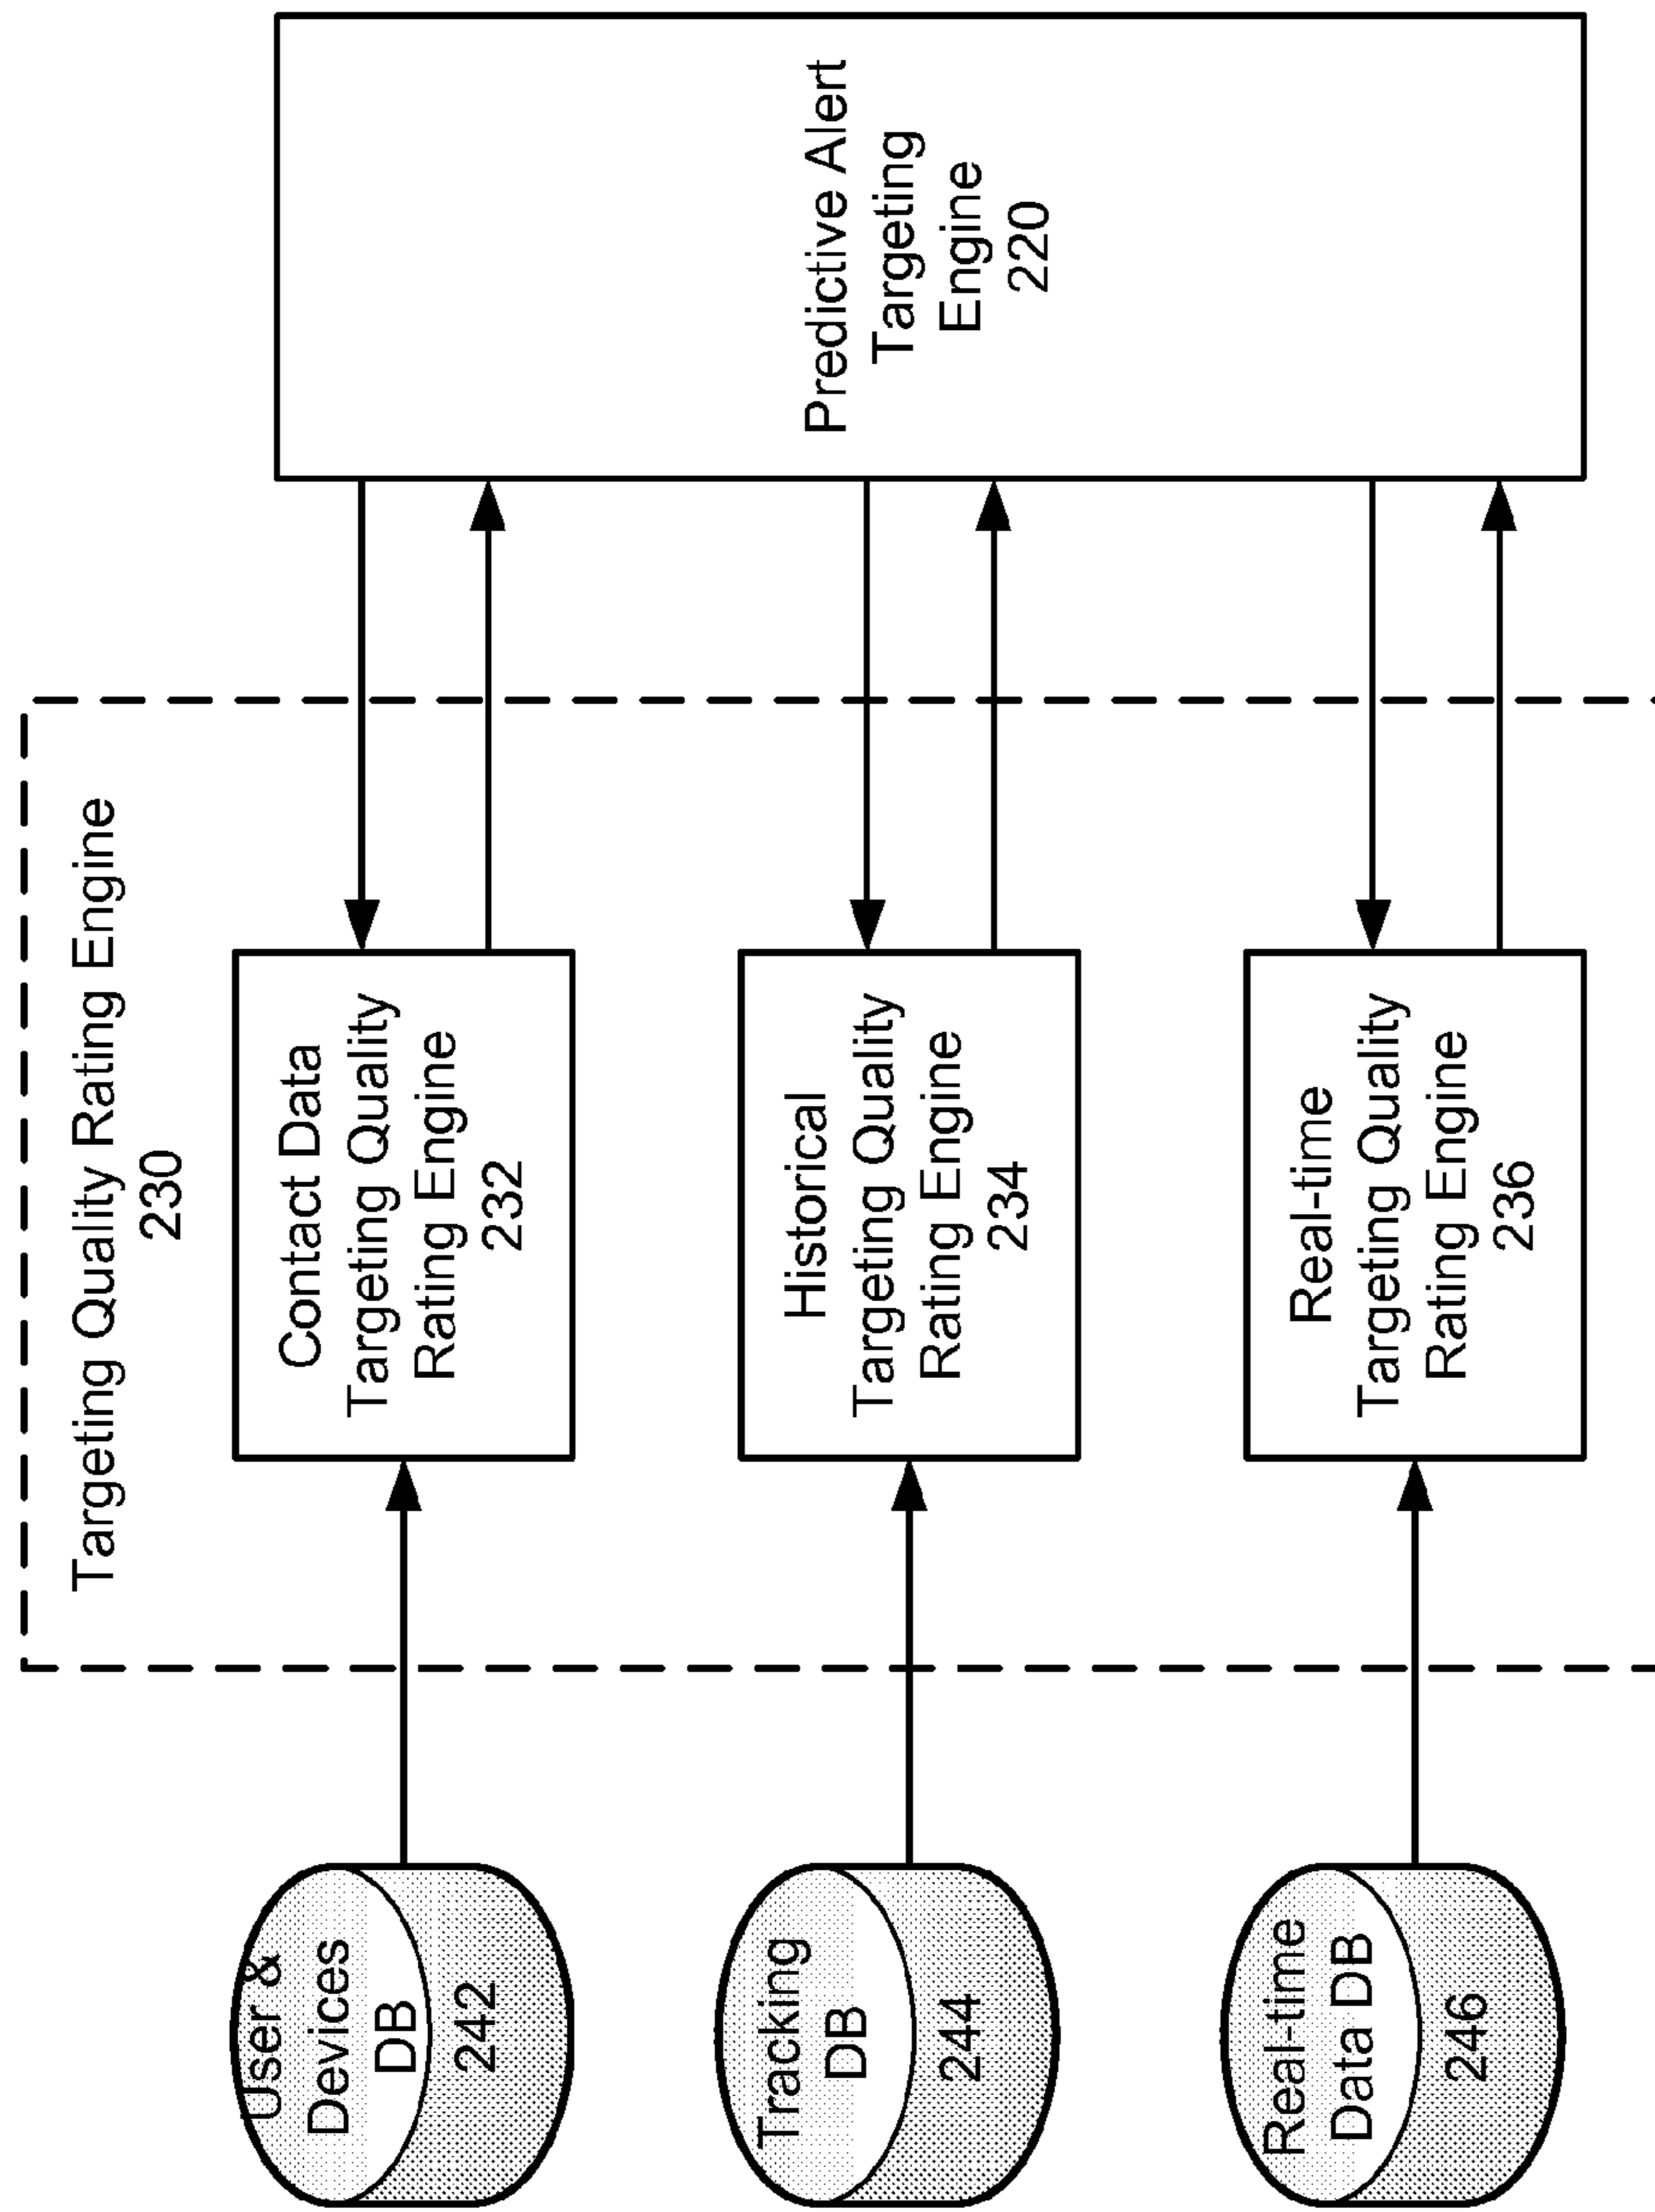 Targeting Quality Rating Engine
230
User &
Devices
DB
242
Contact Data
Targeting Quality
Rating Engine
232
Predictive Alert
Targeting
Engine
220
Tracking
DB
244
Historical
Targeting Quality
Rating Engine
234
Real-time
Data DB
246
Real-time
Targeting Quality
Rating Engine
236